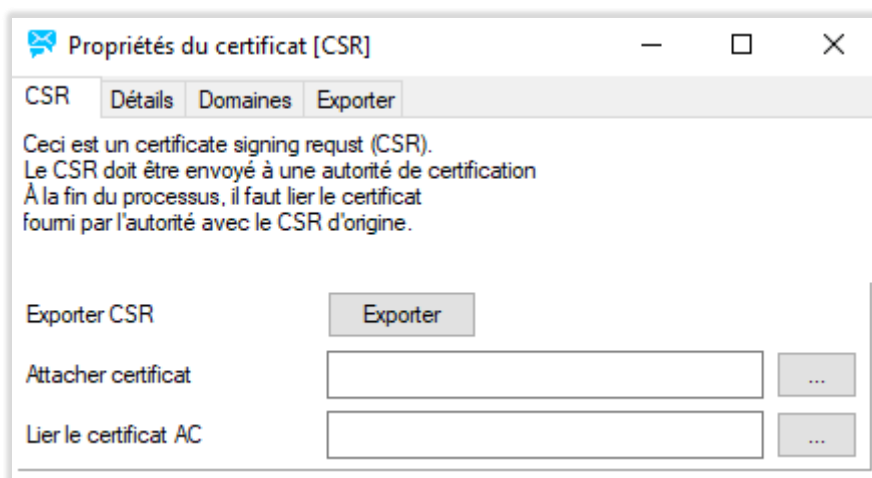 Propriétés du certificat [CSR]
CSR Détails Domaines Exporter
Ceci est un certificate signing requst (CSR).
Le CSR doit être envoyé à une autorité de certification
À la fin du processus, il faut lier le certificat
fourni par l'autorité avec le CSR d'origine.
Exporter CSR Exporter
Attacher certificat ...
Lier le certificat AC ...